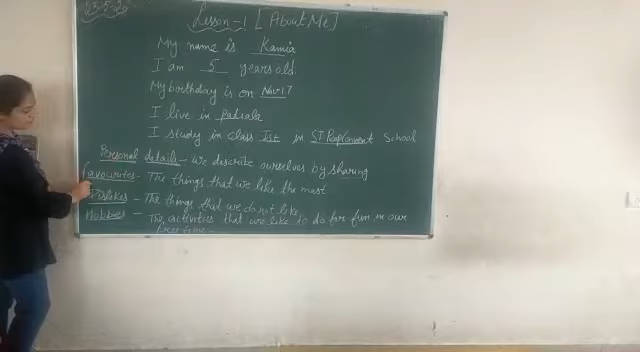 Lesson-1 [About Me]
My name is Kamia
I am 5 years old.
My birthday is on Nov 17
I live in Patiala
I study in class Ist in ST School
Personal details - We describe ourselves by sharing
Favourites - The things that we like the most
Dislikes - The things that we do not like
Hobbies - The activities that we like to do for fun in our
free time